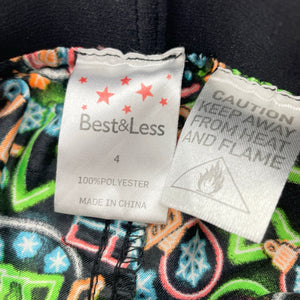 Best&Less
4
100%POLYESTER
MADE IN CHINA
CAUTION
KEEP AWAY
FROM HEAT
AND FLAME